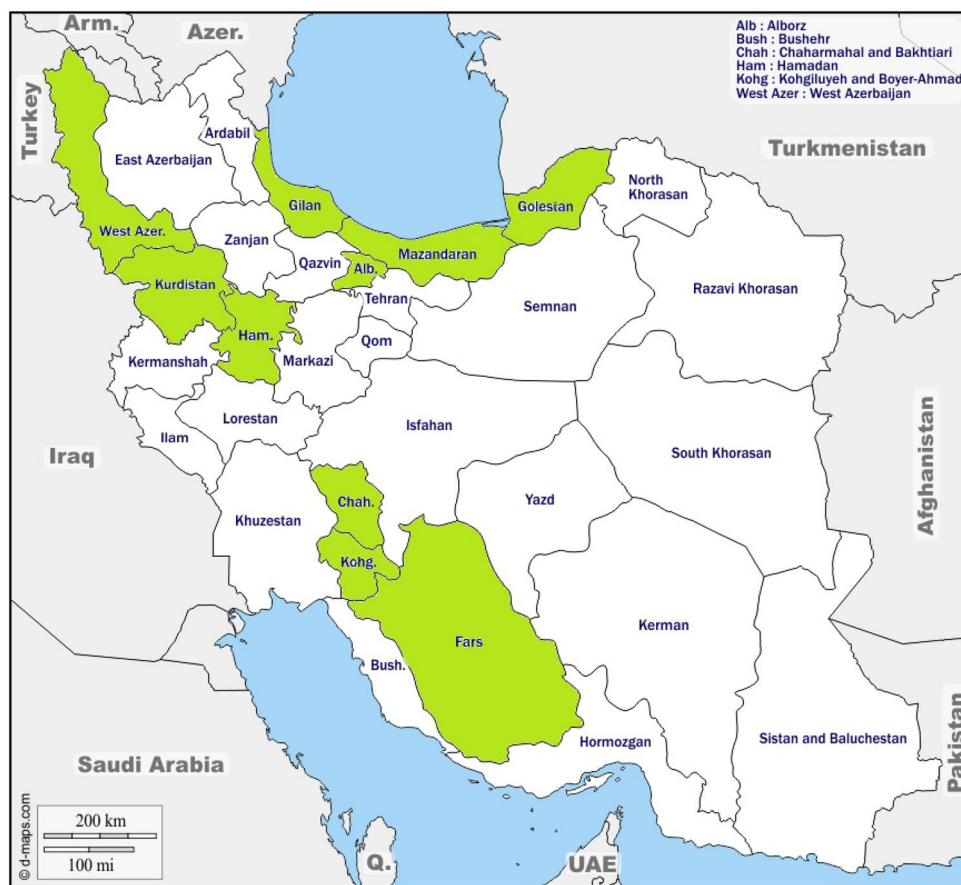 Arm.
Azer.
Alb : Alborz
Bush : Bushehr
Chah : Chaharmahal and Bakhtiari
Ham : Hamadan
Kohg : Kohgiluyeh and Boyer-Ahmad
West Azer : West Azerbaijan
Turkey
Turkmenistan
Ardabil
East Azerbaijan
North
Khorasan
Gilan
Golestan
West Azer.
Zanjan
Mazandaran
Qazvin
Alb.
Kurdistan
Tehran
Semnan
Razavi Khorasan
Ham.
Qom
Kermanshah
Markazi
Isfahan
Lorestan
Ilam
Iraq
South Khorasan
Afghanistan
Chah.
Yazd
Khuzestan
Kohg.
Kerman
Fars
Bush.
Hormozgan
Sistan and Baluchestan
Pakistan
Saudi Arabia
© d-maps.com
200 km
100 mi
Q.
UAE